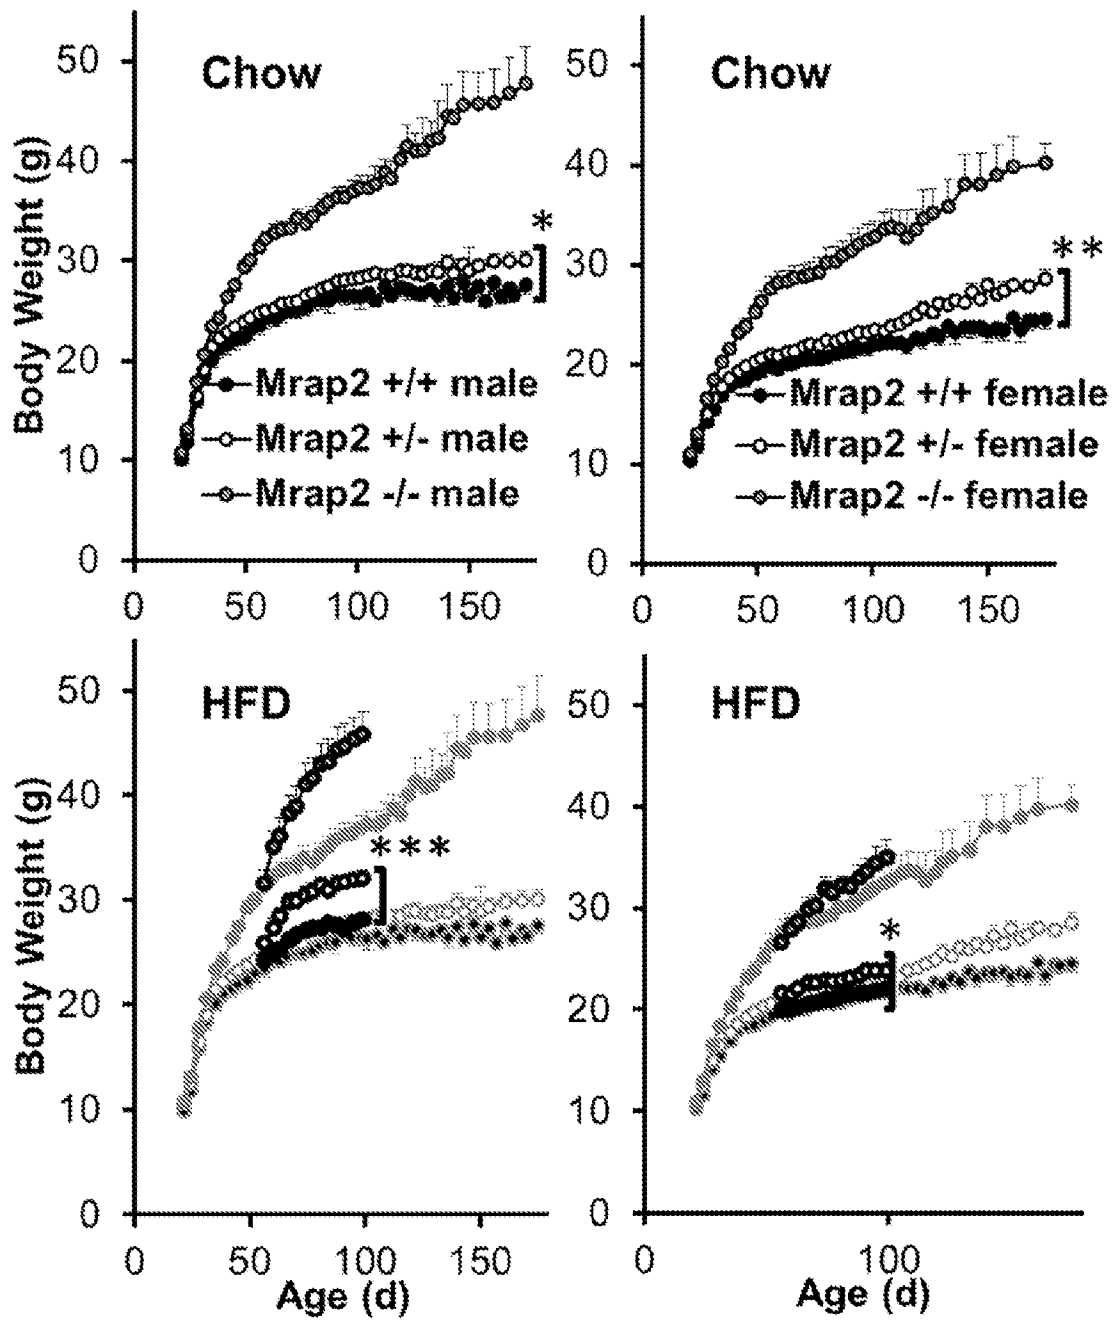 Body Weight (g)
50
40
30
20
10
0
Chow
*
Mrap2 +/+ male
Mrap2 +/- male
Mrap2 -/- male
0 50 100 150
50
40
30
20
10
0
Chow
**
Mrap2 +/+ female
Mrap2 +/- female
Mrap2 -/- female
0 50 100 150
Body Weight (g)
50
40
30
20
10
0
HFD
***
0 50 100 150
Age (d)
50
40
30
20
10
0
HFD
*
0 100
Age (d)